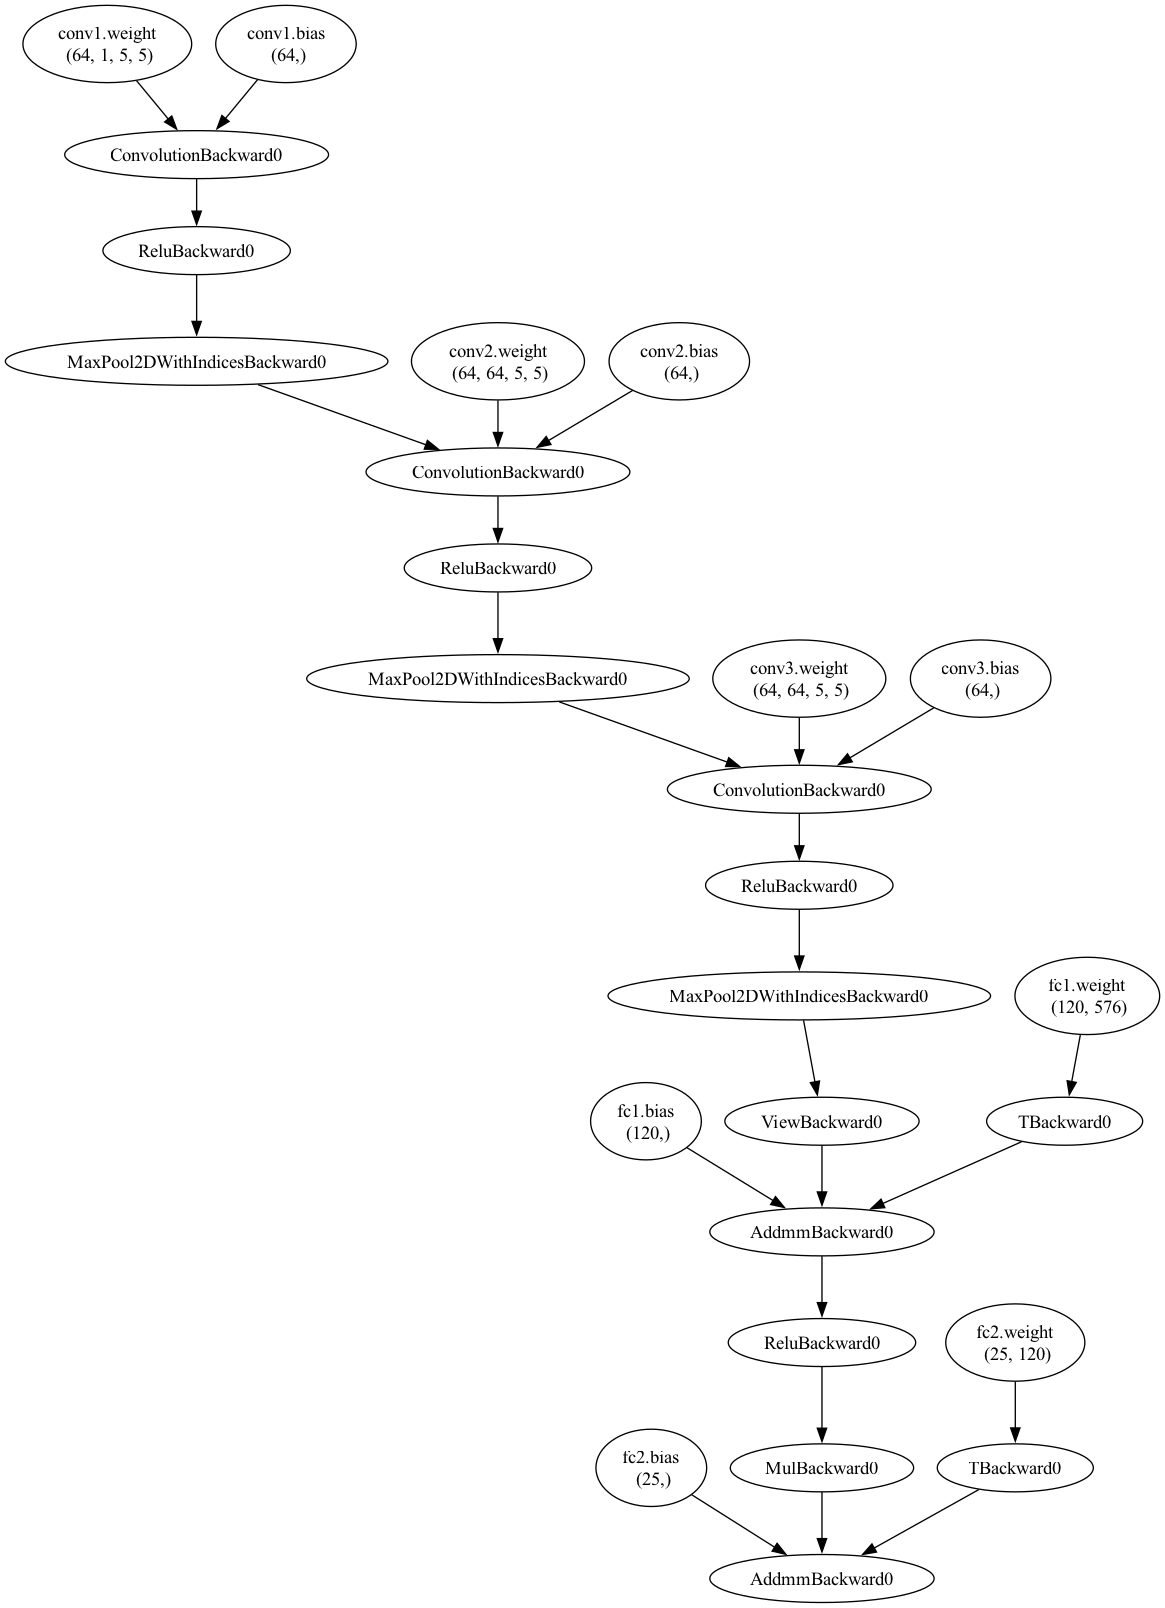 conv1.weight
(64, 1, 5, 5)
conv1.bias
(64,)
ConvolutionBackward0
ReluBackward0
MaxPool2DWithIndicesBackward0
conv2.weight
(64, 64, 5, 5)
conv2.bias
(64,)
ConvolutionBackward0
ReluBackward0
MaxPool2DWithIndicesBackward0
conv3.weight
(64, 64, 5, 5)
conv3.bias
(64,)
ConvolutionBackward0
ReluBackward0
MaxPool2DWithIndicesBackward0
fc1.weight
(120, 576)
fc1.bias
(120,)
ViewBackward0
TBackward0
AddmmBackward0
ReluBackward0
fc2.weight
(25, 120)
fc2.bias
(25,)
MulBackward0
TBackward0
AddmmBackward0